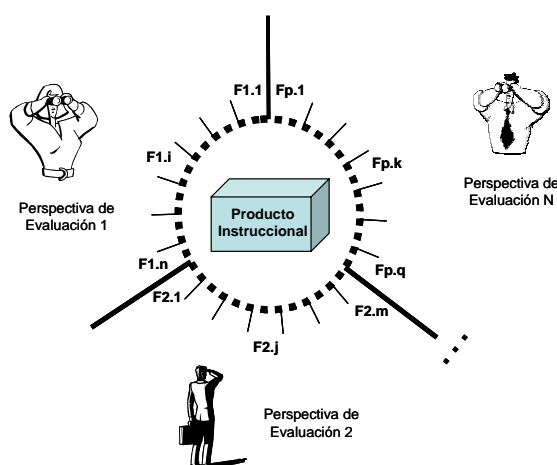 F1.1
Fp.1
F1.i
Fp.k
Perspectiva de
Evaluación 1
Producto
Instruccional
Perspectiva de
Evaluación N
F1.n
Fp.q
F2.1
F2.m
F2.j
Perspectiva de
Evaluación 2